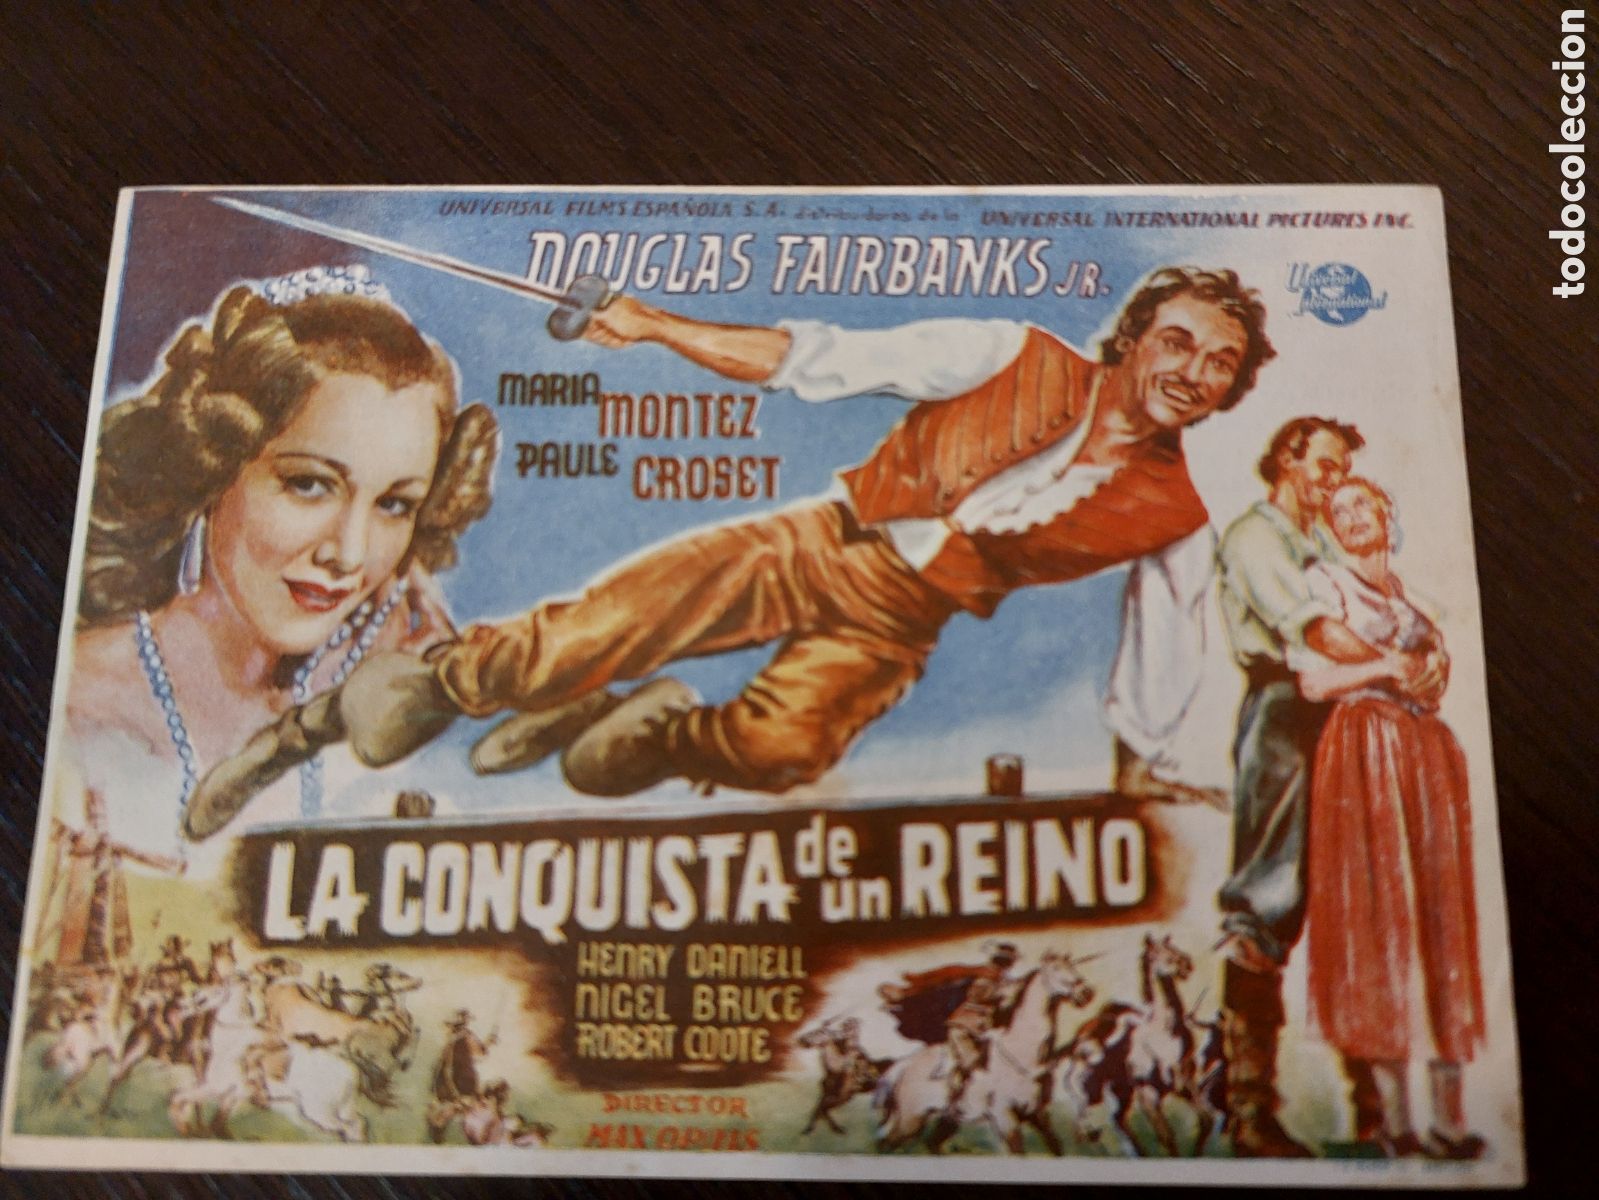 UNIVERSAL FILMS ESPAÑOLA S. A. distribuidores de la UNIVERSAL INTERNATIONAL PICTURES INC.
DOUGLAS FAIRBANKS JR.
Universal International
MARIA MONTEZ
PAULE CROSET
LA CONQUISTA de un REINO
HENRY DANIELL
NIGEL BRUCE
ROBERT COOTE
DIRECTOR
MAX OPULS
todocoleccion